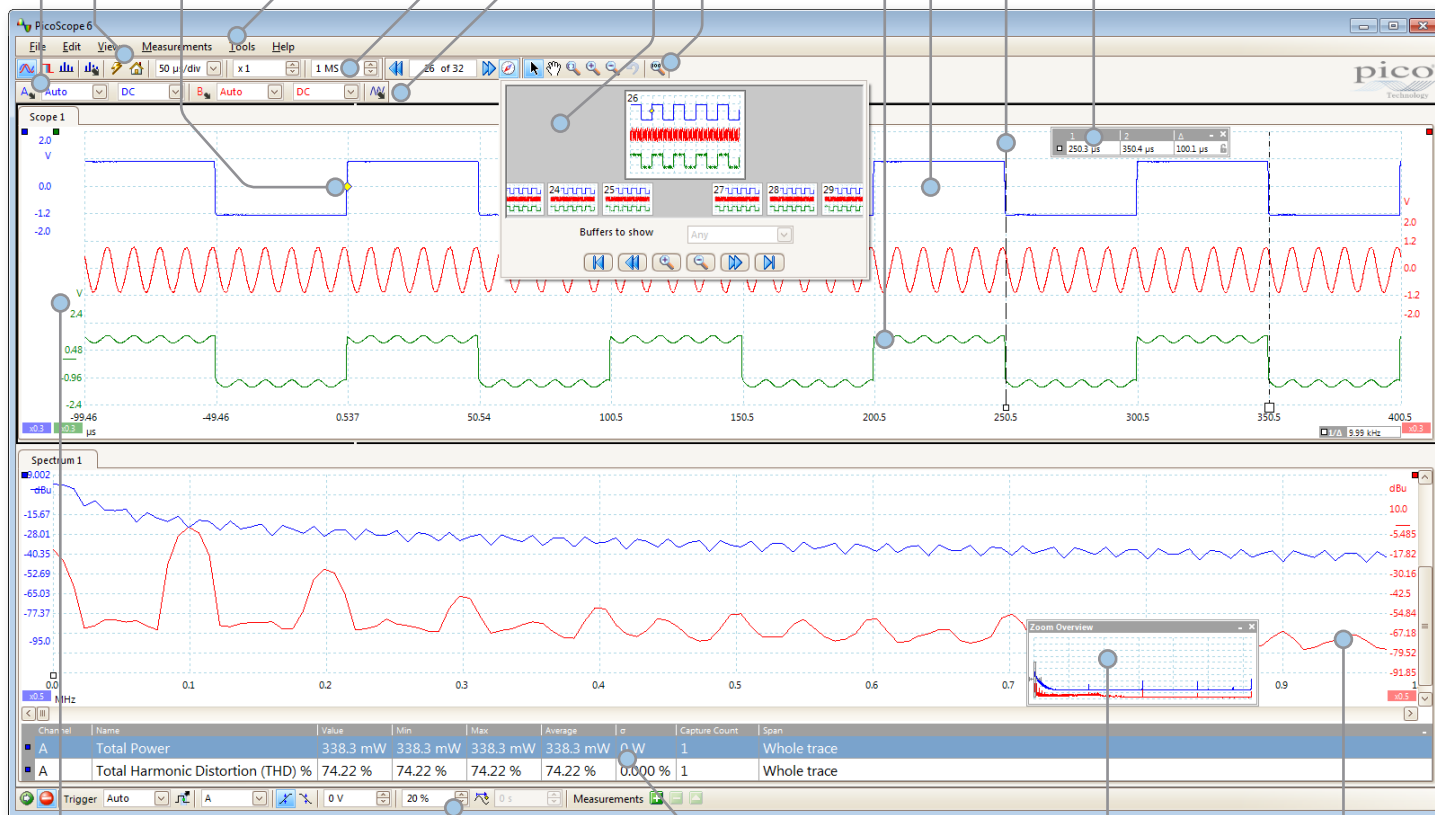 PicoScope 6
File Edit Views Measurements Tools Help
50 µs/div x 1 1 MS 26 of 32
A Auto DC B Auto DC
pico
Technology
Scope 1
2.0
V
0.0
-1.2
-2.0
V
2.4
0.48
-0.96
-2.4
26
24 25 27 28 29
Buffers to show Any
1 2 Δ
250.3 µs 350.4 µs 100.1 µs
V
2.0
1.2
0.0
-1.2
-2.0
-99.46 -49.46 0.537 50.54 100.5 150.5 200.5 250.5 300.5 350.5 400.5
x0.3 x0.3 µs 1/Δ 9.99 kHz x0.3
Spectrum 1
9.002
dBu
-15.67
-28.01
-40.35
-52.69
-65.03
-77.37
-95.0
dBu
10.0
-5.485
-17.82
-30.16
-42.5
-54.84
-67.18
-79.52
-91.85
Zoom Overview
0.0 0.1 0.2 0.3 0.4 0.5 0.6 0.7 0.9 1
x0.5 MHz x0.5
Channel Name Value Min Max Average σ Capture Count Span
A Total Power 338.3 mW 338.3 mW 338.3 mW 338.3 mW 0 W 1 Whole trace
A Total Harmonic Distortion (THD) % 74.22 % 74.22 % 74.22 % 74.22 % 0.000 % 1 Whole trace
Trigger Auto A 0 V 20 % 0 s Measurements